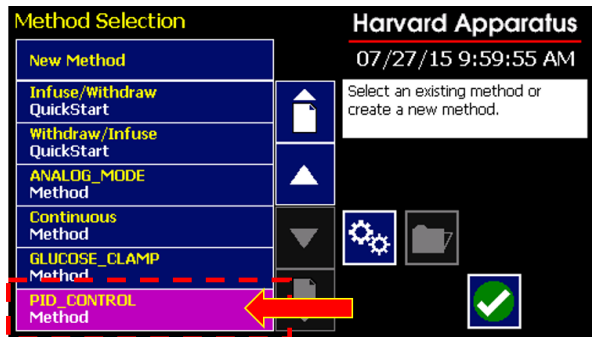 Method Selection
New Method
Infuse/Withdraw
QuickStart
Withdraw/Infuse
QuickStart
ANALOG_MODE
Method
Continuous
Method
GLUCOSE_CLAMP
Method
PID_CONTROL
Method
Harvard Apparatus
07/27/15 9:59:55 AM
Select an existing method or
create a new method.